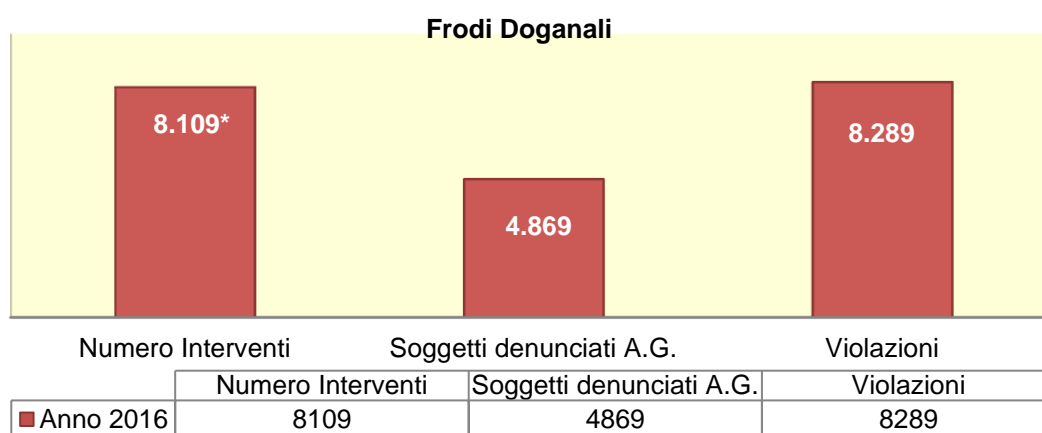 Frodi Doganali
8.109*
4.869
8.289
Numero Interventi Soggetti denunciati A.G. Violazioni
Numero Interventi Soggetti denunciati A.G. Violazioni
Anno 2016 8109 4869 8289